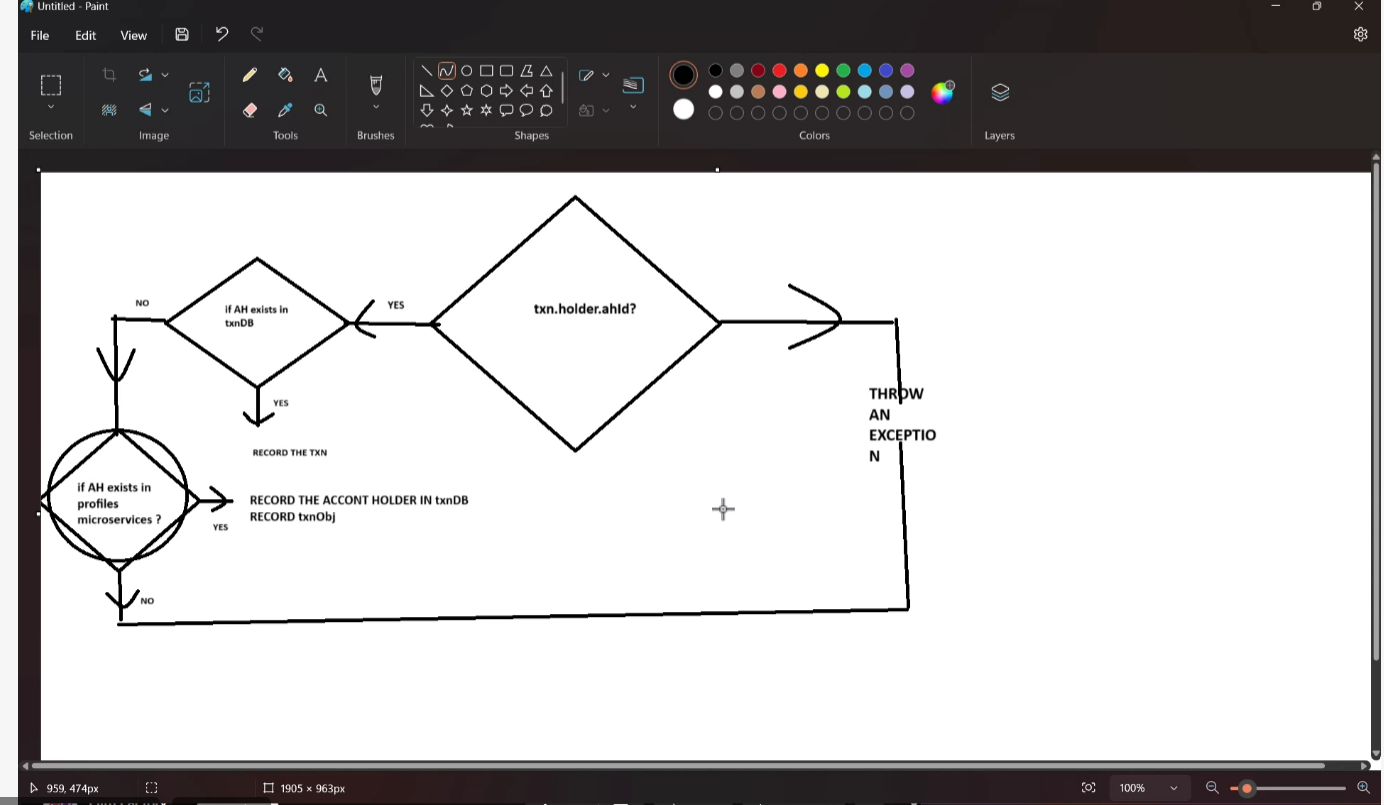 Untitled - Paint
File Edit View
Selection
Image
Tools
Brushes
Shapes
Colors
Layers
txn.holder.ahId?
YES
if AH exists in
txnDB
NO
YES
RECORD THE TXN
THROW
AN
EXCEPTIO
N
if AH exists in
profiles
microservices ?
YES
RECORD THE ACCONT HOLDER IN txnDB
RECORD txnObj
NO
959, 474px
1905 × 963px
100%